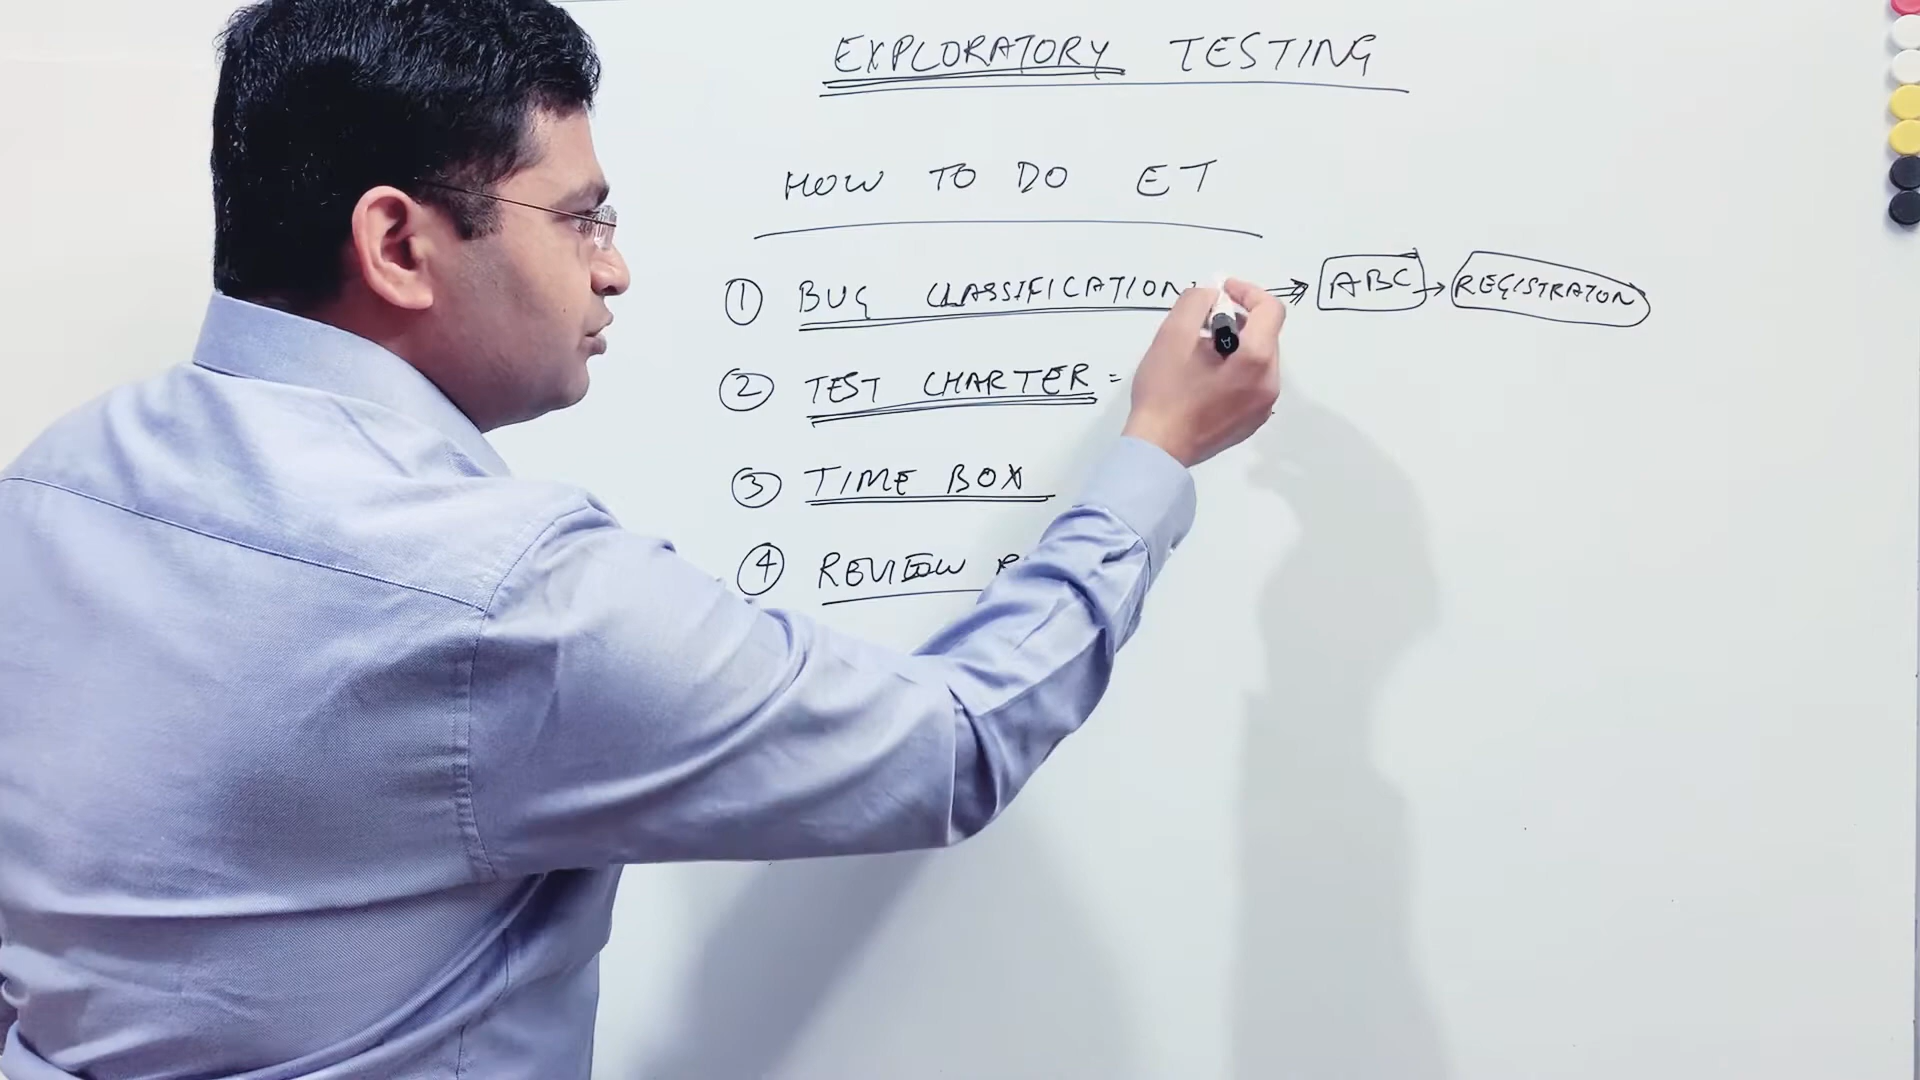 EXPLORATORY TESTING
HOW TO DO ET
① BUG CLASSIFICATION ⇒ ABC → REGISTRATON
② TEST CHARTER =
③ TIME BOX
④ REVIEW